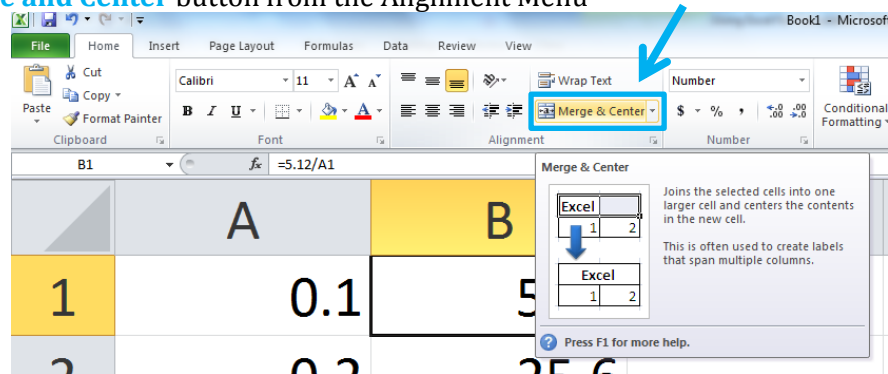 e and Center button from the Alignment Menu
Book1 - Microsof
File Home Insert Page Layout Formulas Data Review View
Cut
Copy
Format Painter
Paste
Clipboard
Calibri 11 A A
B I U A
Font
Wrap Text
Merge & Center
Alignment
Number
$ % , .0 .00 .00 .0
Number
Conditional
Formatting
B1 fx =5.12/A1
A B
1 0.1 5
2 0.2 25.6
Merge & Center
Excel
1 2
Excel
1 2
Joins the selected cells into one
larger cell and centers the contents
in the new cell.
This is often used to create labels
that span multiple columns.
Press F1 for more help.